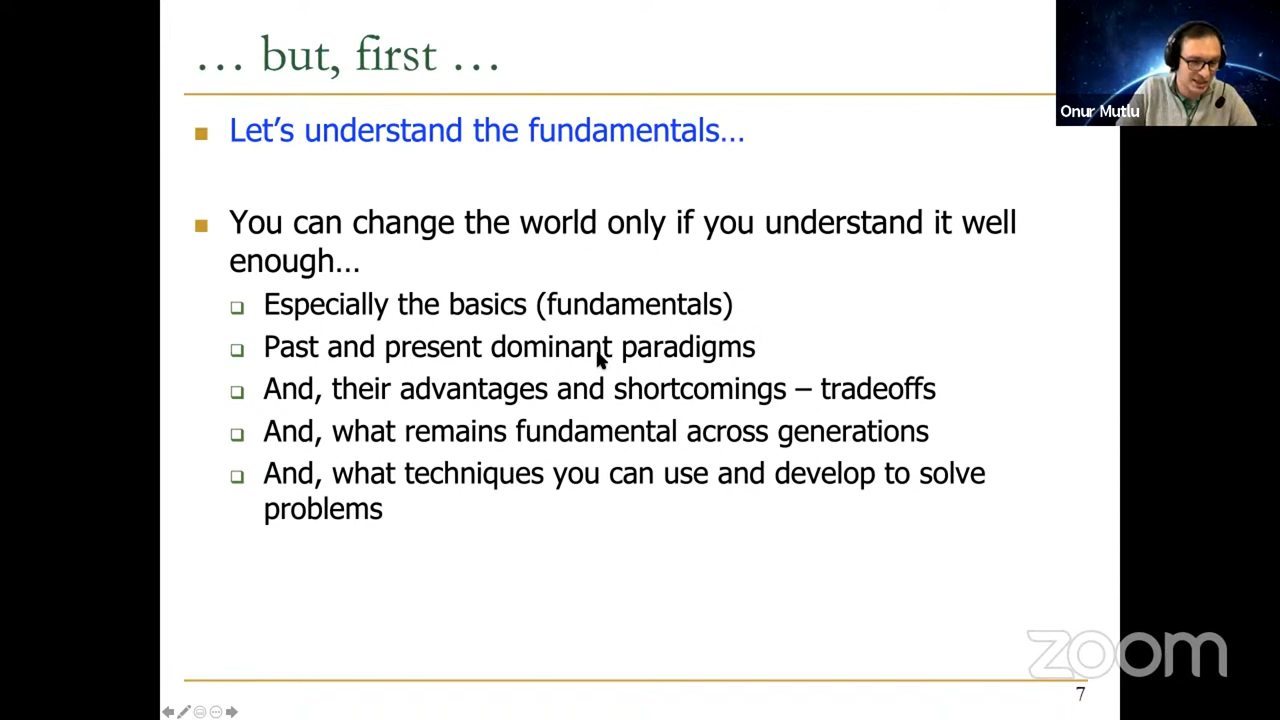 … but, first …
Onur Mutlu
Let’s understand the fundamentals…
You can change the world only if you understand it well
enough…
Especially the basics (fundamentals)
Past and present dominant paradigms
And, their advantages and shortcomings – tradeoffs
And, what remains fundamental across generations
And, what techniques you can use and develop to solve
problems
zoom
7